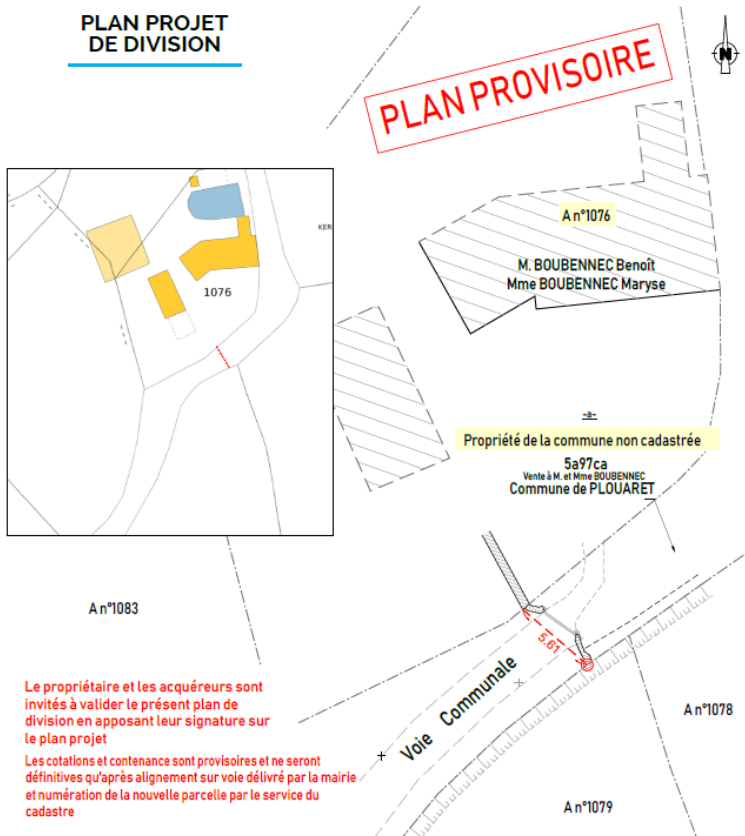 PLAN PROJET
DE DIVISION
PLAN PROVISOIRE
N
1076
A n°1076
M. BOUBENNEC Benoît
Mme BOUBENNEC Maryse
-a-
Propriété de la commune non cadastrée
5a97ca
Vente à M. et Mme BOUBENNEC
Commune de PLOUARET
A n°1083
5.61
Voie Communale
A n°1078
A n°1079
Le propriétaire et les acquéreurs sont
invités à valider le présent plan de
division en apposant leur signature sur
le plan projet
Les cotations et contenance sont provisoires et ne seront
définitives qu'après alignement sur voie délivré par la mairie
et numération de la nouvelle parcelle par le service du
cadastre